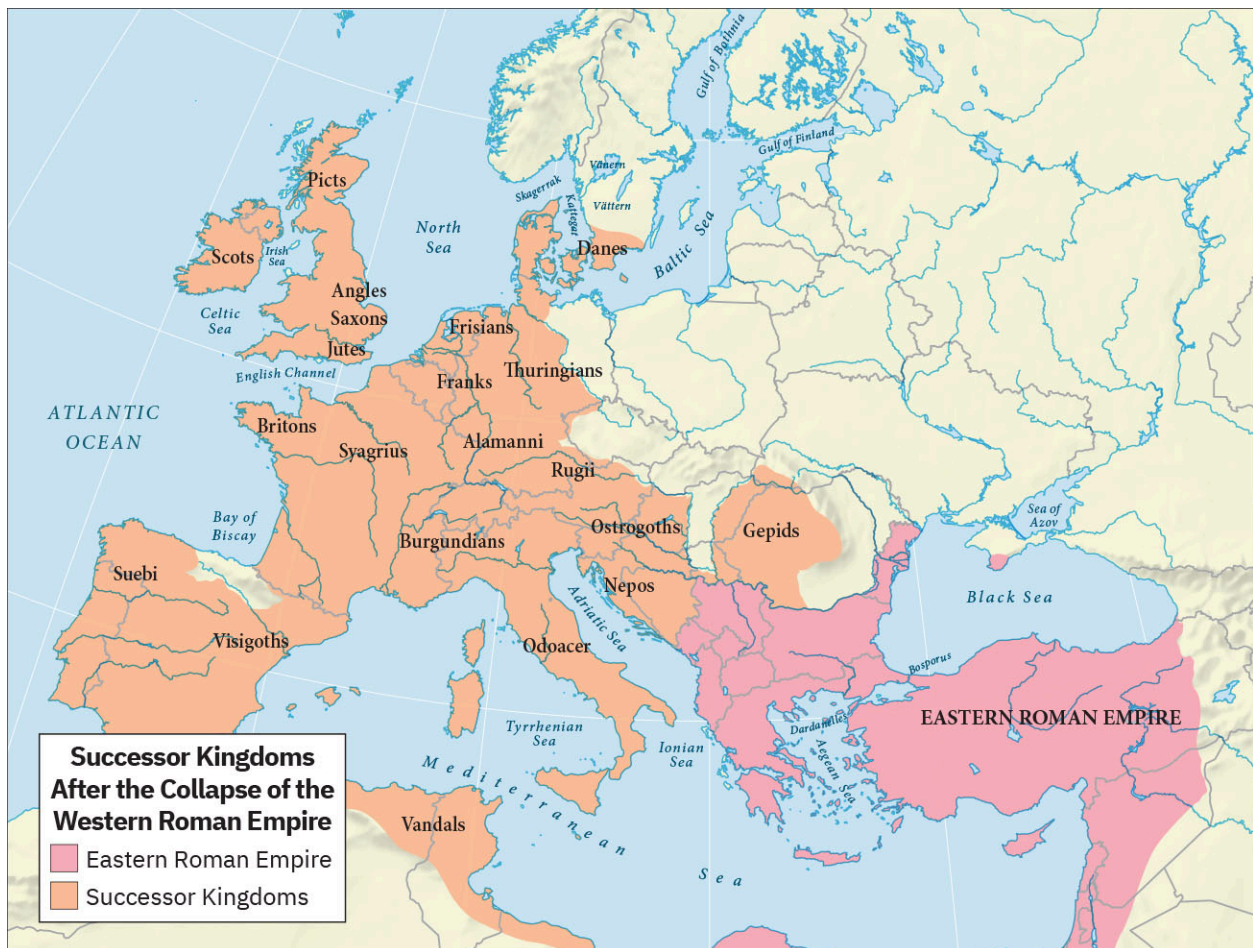 Gulf of Bothnia
Gulf of Finland
Vänern
Skagerrak
Kattegat
Vättern
Picts
North
Sea
Baltic Sea
Danes
Scots
Irish
Sea
Angles
Saxons
Celtic
Sea
Jutes
Frisians
English Channel
Thuringians
Franks
ATLANTIC
OCEAN
Britons
Syagrius
Alamanni
Rugii
Bay of
Biscay
Ostrogoths
Gepids
Sea of
Azov
Burgundians
Suebi
Nepos
Black Sea
Adriatic Sea
Visigoths
Odoacer
Bosporus
EASTERN ROMAN EMPIRE
Tyrrhenian
Sea
Ionian
Sea
Dardanelles
Aegean Sea
Mediterranean
Sea
Vandals
Successor Kingdoms
After the Collapse of the
Western Roman Empire
Eastern Roman Empire
Successor Kingdoms